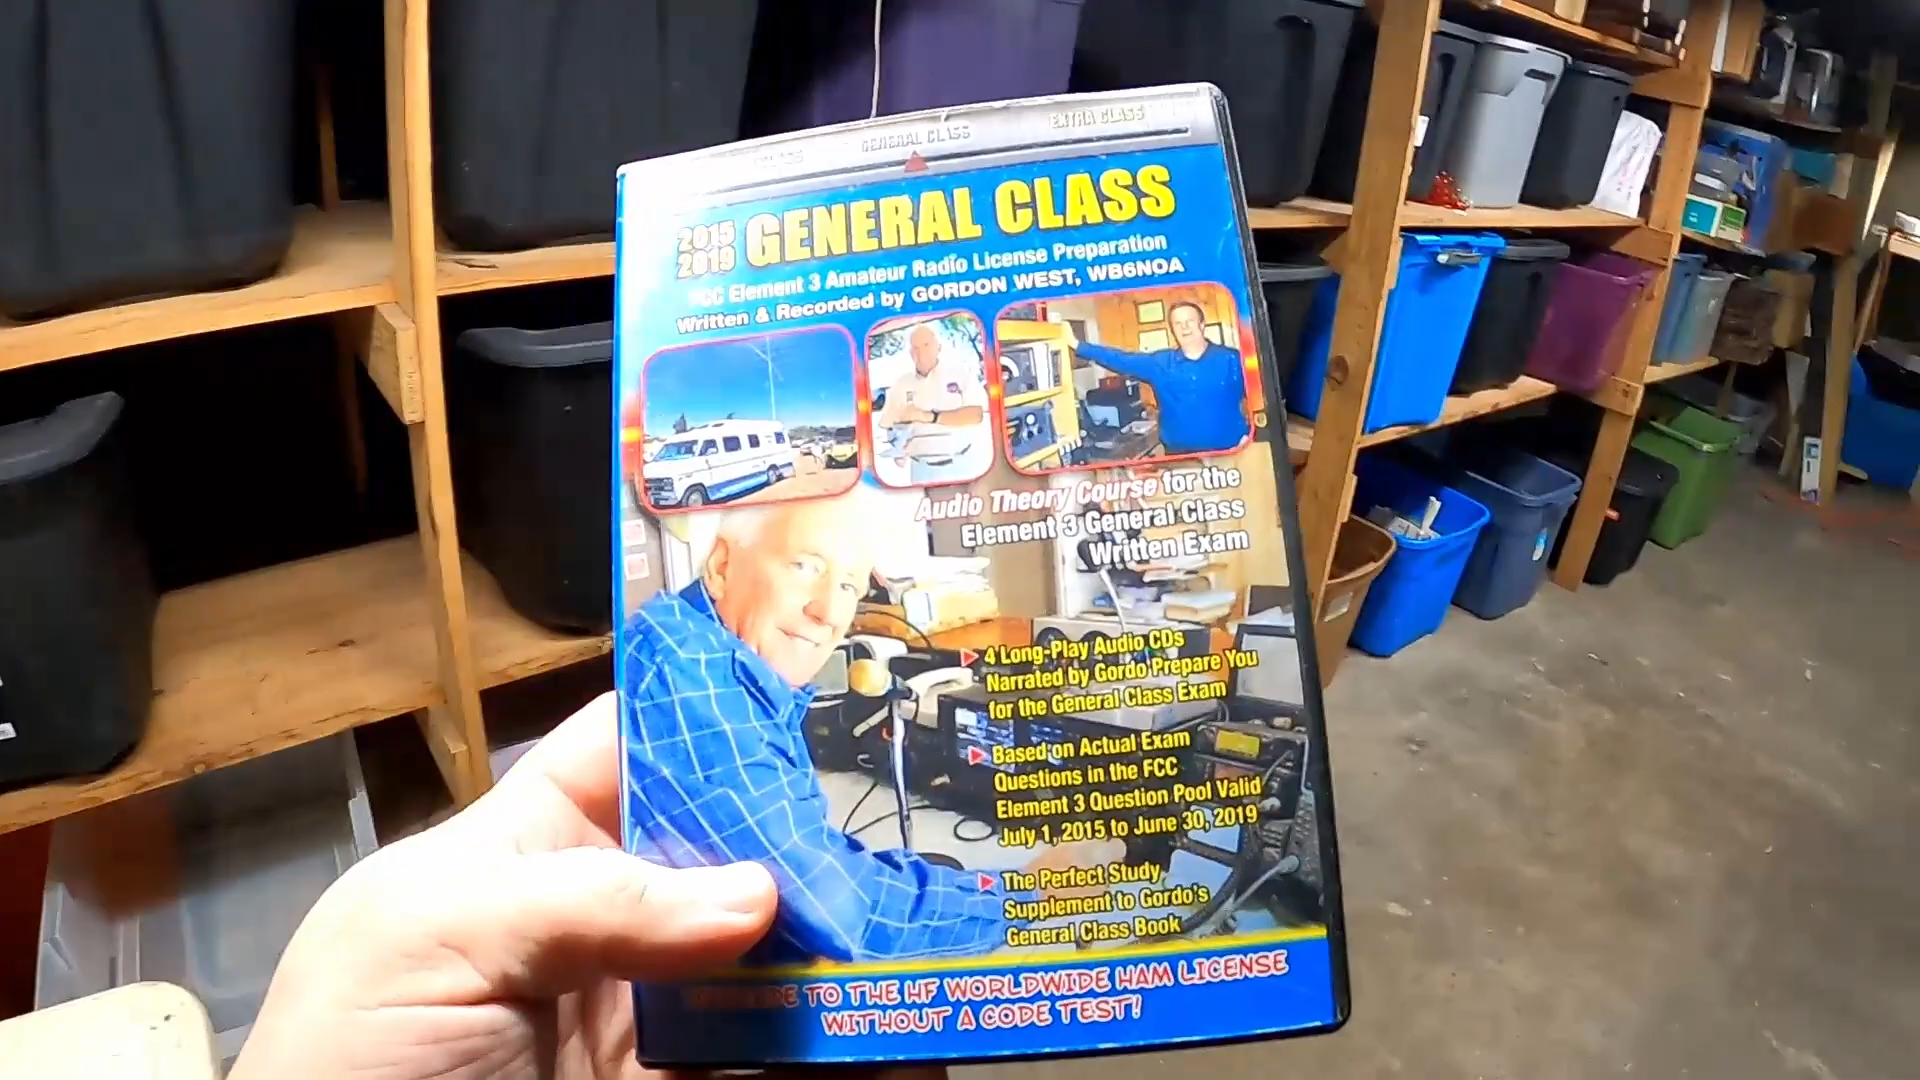 GENERAL CLASS
EXTRA CLASS
2015
2019
GENERAL CLASS
FCC Element 3 Amateur Radio License Preparation
Written & Recorded by GORDON WEST, WB6NOA
Audio Theory Course for the
Element 3 General Class
Written Exam
4 Long-Play Audio CDs
Narrated by Gordo Prepare You
for the General Class Exam
Based on Actual Exam
Questions in the FCC
Element 3 Question Pool Valid
July 1, 2015 to June 30, 2019
The Perfect Study
Supplement to Gordo's
General Class Book
TO THE HF WORLDWIDE HAM LICENSE
WITHOUT A CODE TEST!